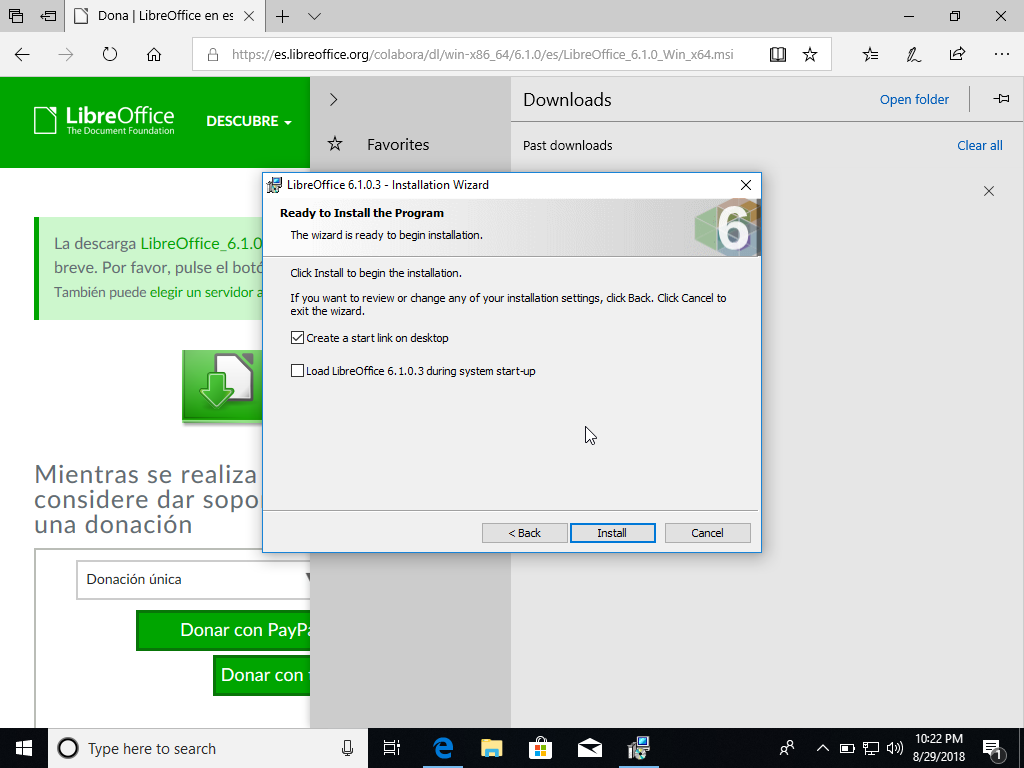 Dona | LibreOffice en es
https://es.libreoffice.org/colabora/dl/win-x86_64/6.1.0/es/LibreOffice_6.1.0_Win_x64.msi
LibreOffice
The Document Foundation
DESCUBRE
Favorites
Downloads
Open folder
Past downloads
Clear all
La descarga LibreOffice_6.1.0
breve. Por favor, pulse el botó
También puede elegir un servidor a
LibreOffice 6.1.0.3 - Installation Wizard
Ready to Install the Program
The wizard is ready to begin installation.
6
Click Install to begin the installation.
If you want to review or change any of your installation settings, click Back. Click Cancel to
exit the wizard.
Create a start link on desktop
Load LibreOffice 6.1.0.3 during system start-up
< Back
Install
Cancel
Mientras se realiza
considere dar sopo
una donación
Donación única
Donar con PayPa
Donar con
Type here to search
10:22 PM
8/29/2018
1